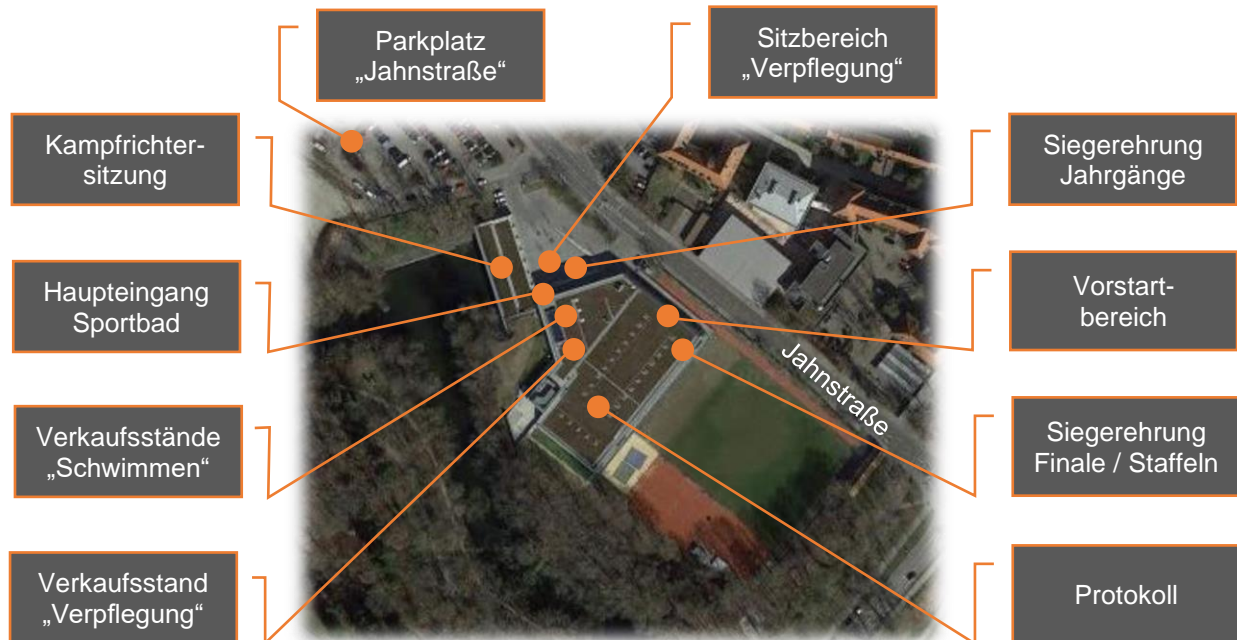 Parkplatz
„Jahnstraße“
Sitzbereich
„Verpflegung“
Kampfrichter-
sitzung
Siegerehrung
Jahrgänge
Haupteingang
Sportbad
Vorstart-
bereich
Jahnstraße
Verkaufsstände
„Schwimmen“
Siegerehrung
Finale / Staffeln
Verkaufsstand
„Verpflegung“
Protokoll